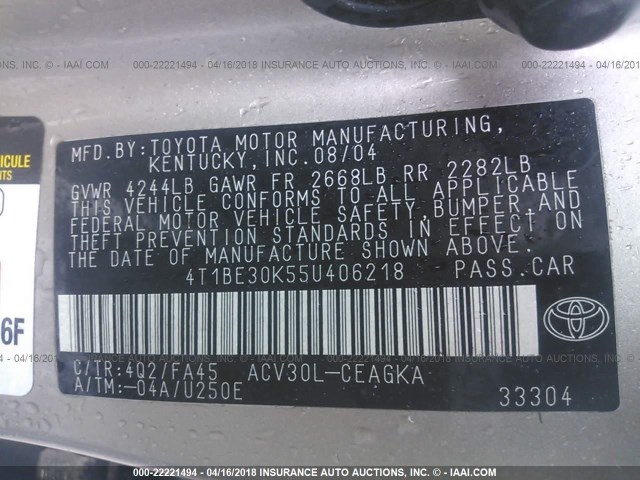 000-22221494 - 04/16/2018 INSURANCE AUTO AUCTIONS, INC. - © IAAI.COM
MFD.BY:TOYOTA MOTOR MANUFACTURING,
KENTUCKY,INC.08/04
GVWR 4244LB GAWR FR 2668LB RR 2282LB
THIS VEHICLE CONFORMS TO ALL APPLICABLE
FEDERAL MOTOR VEHICLE SAFETY,BUMPER,AND
THEFT PREVENTION STANDARDS IN EFFECT ON
THE DATE OF MANUFACTURE SHOWN ABOVE.
4T1BE30K55U406218 PASS.CAR
C/TR:4Q2/FA45 ACV30L-CEAGKA
A/TM:-04A/U250E 33304
6F
000-22221494 - 04/16/2018 INSURANCE AUTO AUCTIONS, INC. - © IAAI.COM